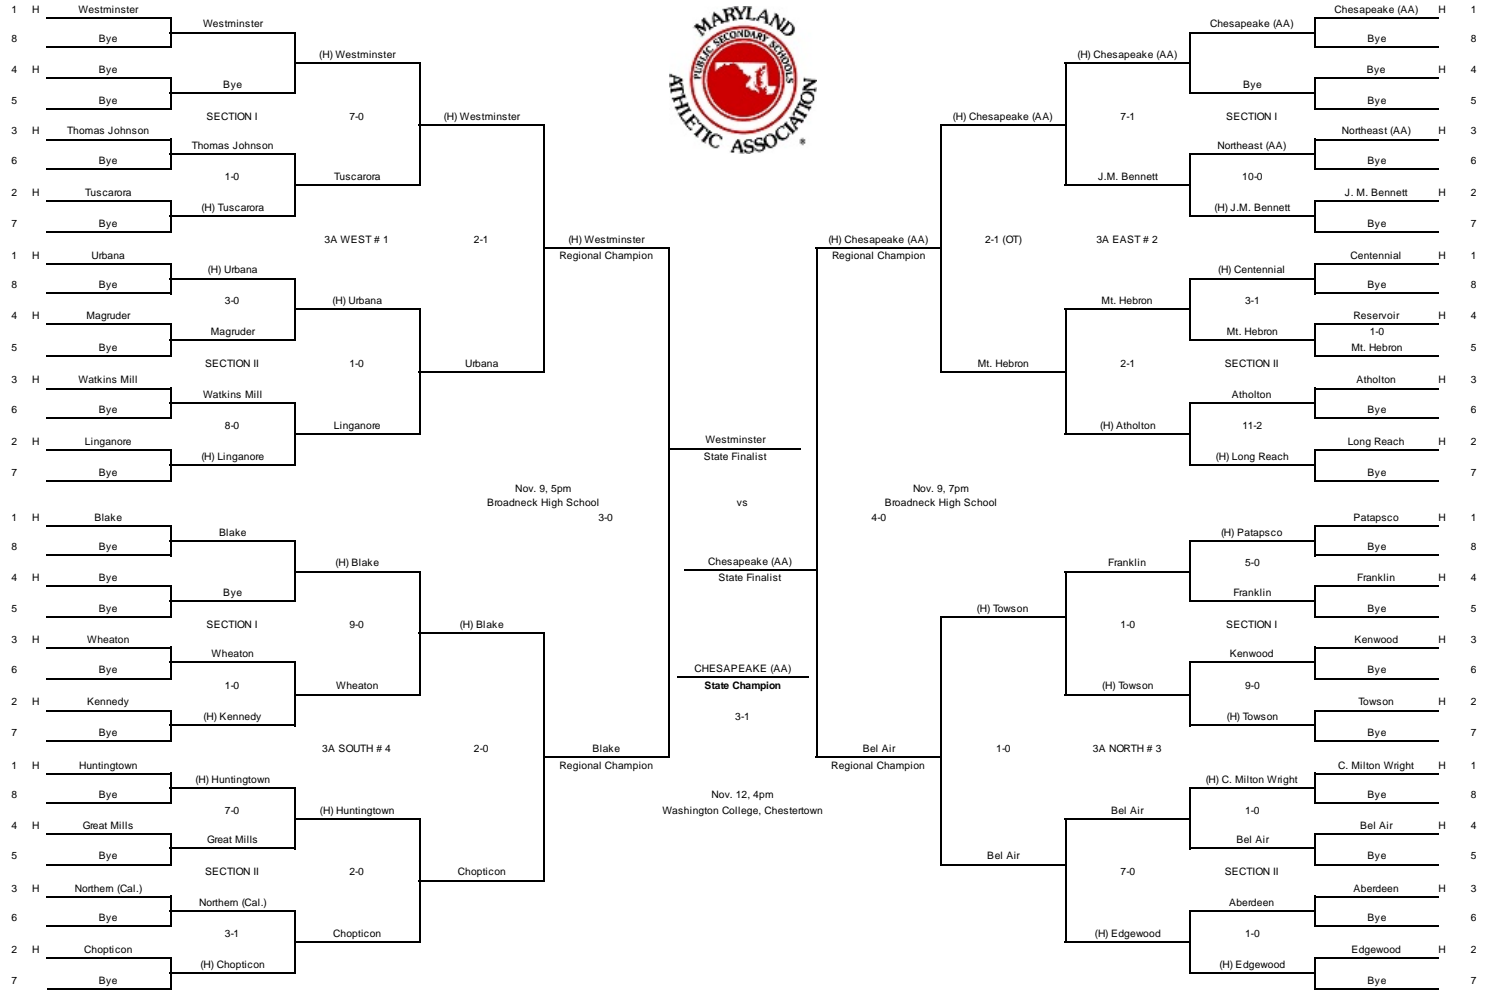 MARYLAND
PUBLIC SECONDARY SCHOOLS
ATHLETIC ASSOCIATION
®
1 H Westminster
Westminster
8 Bye
(H) Westminster
4 H Bye
Bye
5 Bye
SECTION I 7-0 (H) Westminster
3 H Thomas Johnson
Thomas Johnson
6 Bye
1-0 Tuscarora
2 H Tuscarora
(H) Tuscarora
7 Bye
3A WEST # 1 2-1 (H) Westminster
Regional Champion
1 H Urbana
(H) Urbana
8 Bye
3-0 (H) Urbana
4 H Magruder
Magruder
5 Bye
SECTION II 1-0 Urbana
3 H Watkins Mill
Watkins Mill
6 Bye
8-0 Linganore
2 H Linganore
(H) Linganore
7 Bye
Nov. 9, 5pm
Broadneck High School
3-0
1 H Blake
Blake
8 Bye
(H) Blake
4 H Bye
Bye
5 Bye
SECTION I 9-0 (H) Blake
3 H Wheaton
Wheaton
6 Bye
1-0 Wheaton
2 H Kennedy
(H) Kennedy
7 Bye
3A SOUTH # 4 2-0 Blake
Regional Champion
1 H Huntingtown
(H) Huntingtown
8 Bye
7-0 (H) Huntingtown
4 H Great Mills
Great Mills
5 Bye
SECTION II 2-0 Chopticon
3 H Northern (Cal.)
Northern (Cal.)
6 Bye
3-1 Chopticon
2 H Chopticon
(H) Chopticon
7 Bye
Westminster
State Finalist
vs
Chesapeake (AA)
State Finalist
CHESAPEAKE (AA)
State Champion
3-1
Nov. 12, 4pm
Washington College, Chestertown
Chesapeake (AA) H 1
Chesapeake (AA)
Bye 8
(H) Chesapeake (AA)
Bye H 4
Bye
Bye 5
(H) Chesapeake (AA) 7-1 SECTION I
Northeast (AA) H 3
Northeast (AA)
Bye 6
J.M. Bennett 10-0
J. M. Bennett H 2
(H) J.M. Bennett
Bye 7
(H) Chesapeake (AA) 2-1 (OT) 3A EAST # 2
Regional Champion
Centennial H 1
(H) Centennial
Bye 8
Mt. Hebron 3-1
Reservoir H 4
Mt. Hebron 1-0
Mt. Hebron 5
Mt. Hebron 2-1 SECTION II
Atholton H 3
Atholton
Bye 6
(H) Atholton 11-2
Long Reach H 2
(H) Long Reach
Bye 7
Nov. 9, 7pm
Broadneck High School
4-0
Patapsco H 1
(H) Patapsco
Bye 8
Franklin 5-0
Franklin H 4
Franklin
Bye 5
(H) Towson 1-0 SECTION I
Kenwood H 3
Kenwood
Bye 6
(H) Towson 9-0
Towson H 2
(H) Towson
Bye 7
Bel Air 1-0 3A NORTH # 3
Regional Champion
C. Milton Wright H 1
(H) C. Milton Wright
Bye 8
Bel Air 1-0
Bel Air H 4
Bel Air
Bye 5
Bel Air 7-0 SECTION II
Aberdeen H 3
Aberdeen
Bye 6
(H) Edgewood 1-0
Edgewood H 2
(H) Edgewood
Bye 7